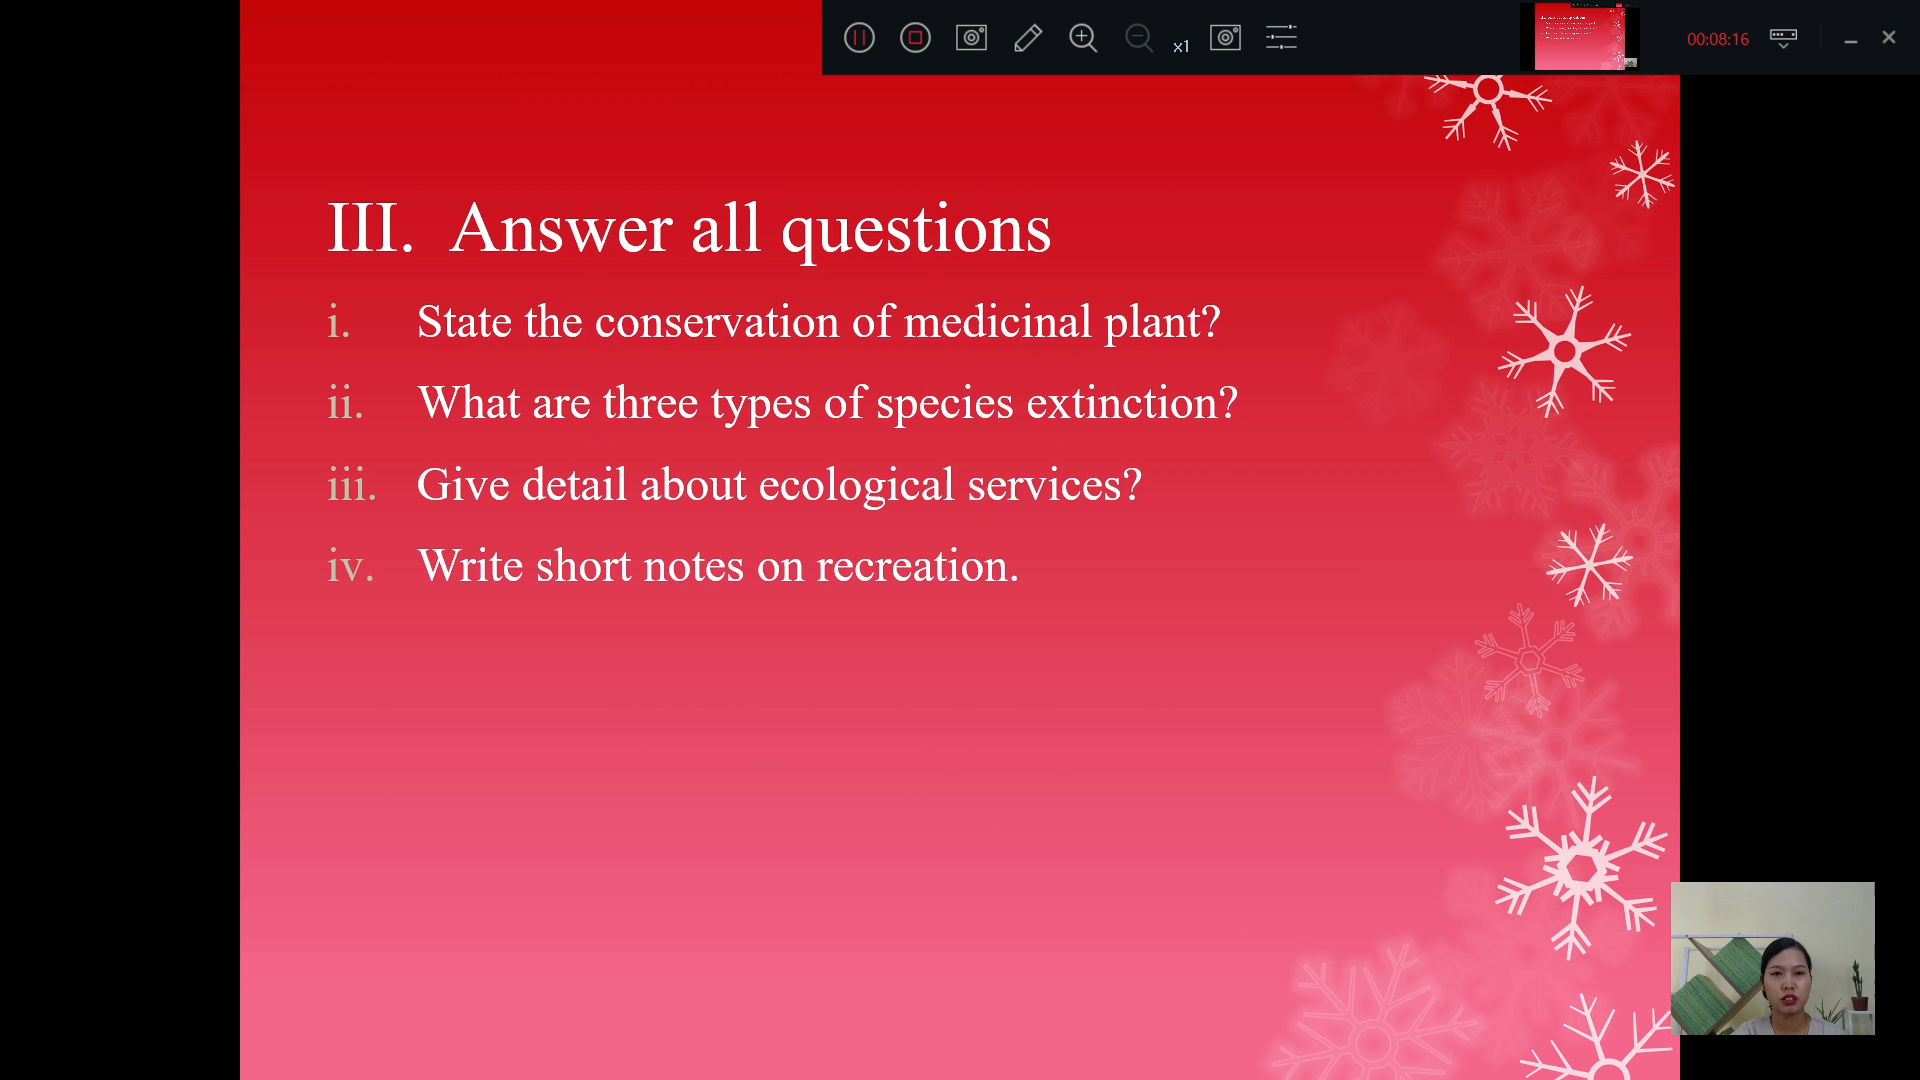 x1
00:08:16
III. Answer all questions
i. State the conservation of medicinal plant?
ii. What are three types of species extinction?
iii. Give detail about ecological services?
iv. Write short notes on recreation.